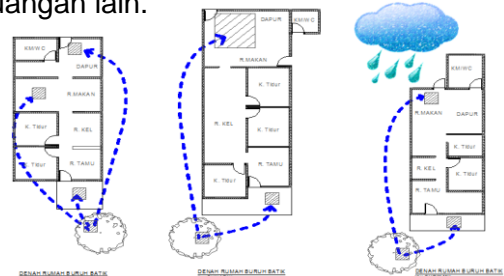 uangan lain.
KM/WC
DAPUR
R.MAKAN
K. TIDUR
R. KEL
K. TIDUR
R. TAMU
DENAH RUMAH BURUH BATIK
DAPUR
KM/WC
R.MAKAN
K. TIDUR
R. KEL
K. TIDUR
K. TIDUR
R. TAMU
DENAH RUMAH BURUH BATIK
KM/WC
R.MAKAN
DAPUR
R. KEL
K. TIDUR
R. TAMU
K. TIDUR
DENAH RUMAH BURUH BATIK